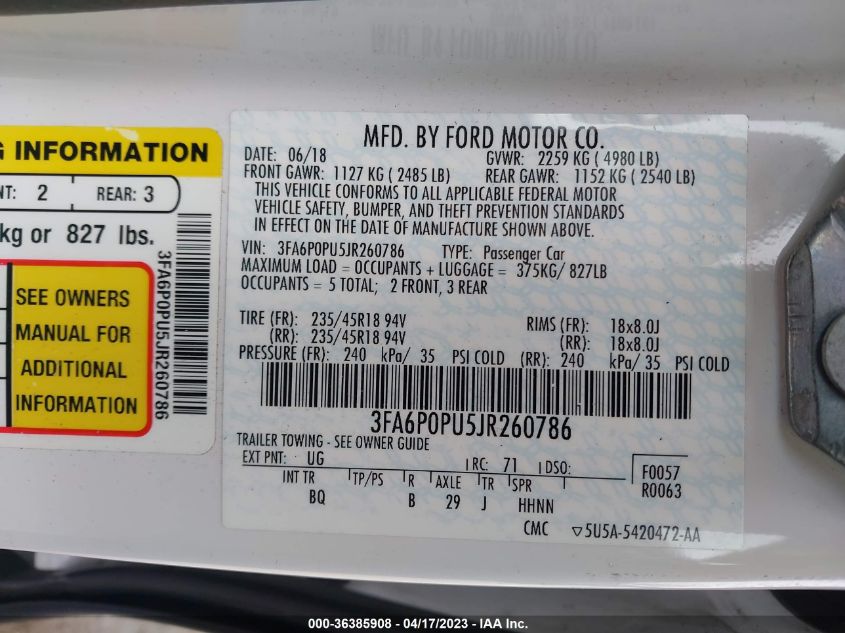 MFD. BY FORD MOTOR CO.
G INFORMATION
NT: 2 REAR: 3
kg or 827 lbs.
SEE OWNERS
MANUAL FOR
ADDITIONAL
INFORMATION
3FA6P0PU5JR260786
MFD. BY FORD MOTOR CO.
DATE: 06/18 GVWR: 2259 KG ( 4980 LB)
FRONT GAWR: 1127 KG ( 2485 LB) REAR GAWR: 1152 KG ( 2540 LB)
THIS VEHICLE CONFORMS TO ALL APPLICABLE FEDERAL MOTOR
VEHICLE SAFETY, BUMPER, AND THEFT PREVENTION STANDARDS
IN EFFECT ON THE DATE OF MANUFACTURE SHOWN ABOVE.
VIN: 3FA6P0PU5JR260786 TYPE: Passenger Car
MAXIMUM LOAD = OCCUPANTS + LUGGAGE = 375KG/ 827LB
OCCUPANTS = 5 TOTAL; 2 FRONT, 3 REAR
TIRE (FR): 235/45R18 94V RIMS (FR): 18x8.0J
(RR): 235/45R18 94V (RR): 18x8.0J
PRESSURE (FR): 240 kPa/ 35 PSI COLD (RR): 240 kPa/ 35 PSI COLD
3FA6P0PU5JR260786
TRAILER TOWING - SEE OWNER GUIDE
EXT PNT: UG RC: 71 DSO: F0057
R0063
INT TR TP/PS R AXLE TR SPR
BQ B 29 J HHNN
CMC ▽5U5A-5420472-AA
000-36385908 - 04/17/2023 - IAA Inc.